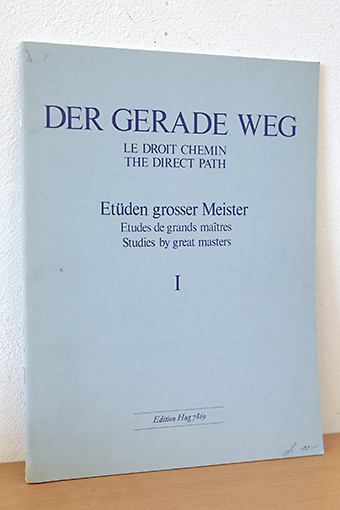 DER GERADE WEG
LE DROIT CHEMIN
THE DIRECT PATH
Etüden grosser Meister
Etudes de grands maîtres
Studies by great masters
I
Edition Hug 7869